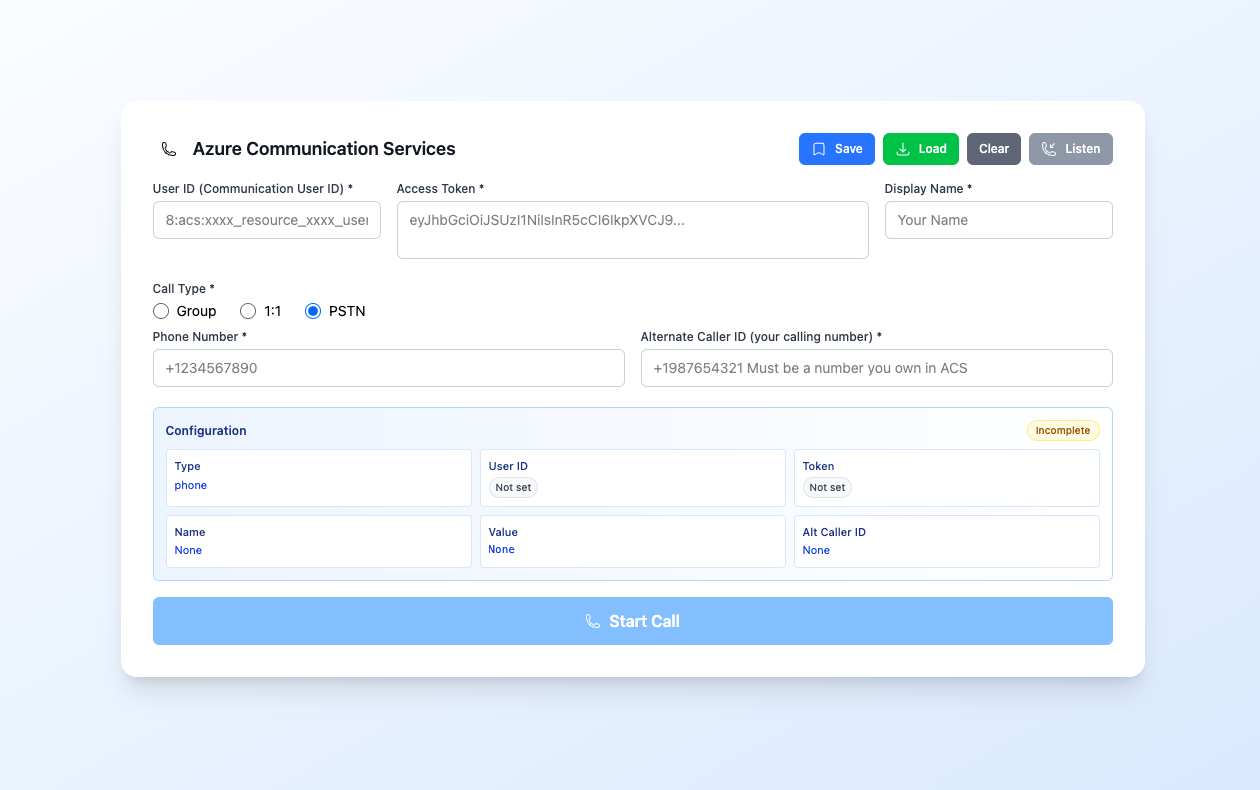 Azure Communication Services
Save
Load
Clear
Listen
User ID (Communication User ID) *
Access Token *
Display Name *
8:acs:xxxx_resource_xxxx_user
eyJhbGciOiJSUzI1NiIsInR5cCI6IkpXVCJ9...
Your Name
Call Type *
Group
1:1
PSTN
Phone Number *
Alternate Caller ID (your calling number) *
+1234567890
+1987654321 Must be a number you own in ACS
Configuration
Incomplete
Type
phone
User ID
Not set
Token
Not set
Name
None
Value
None
Alt Caller ID
None
Start Call